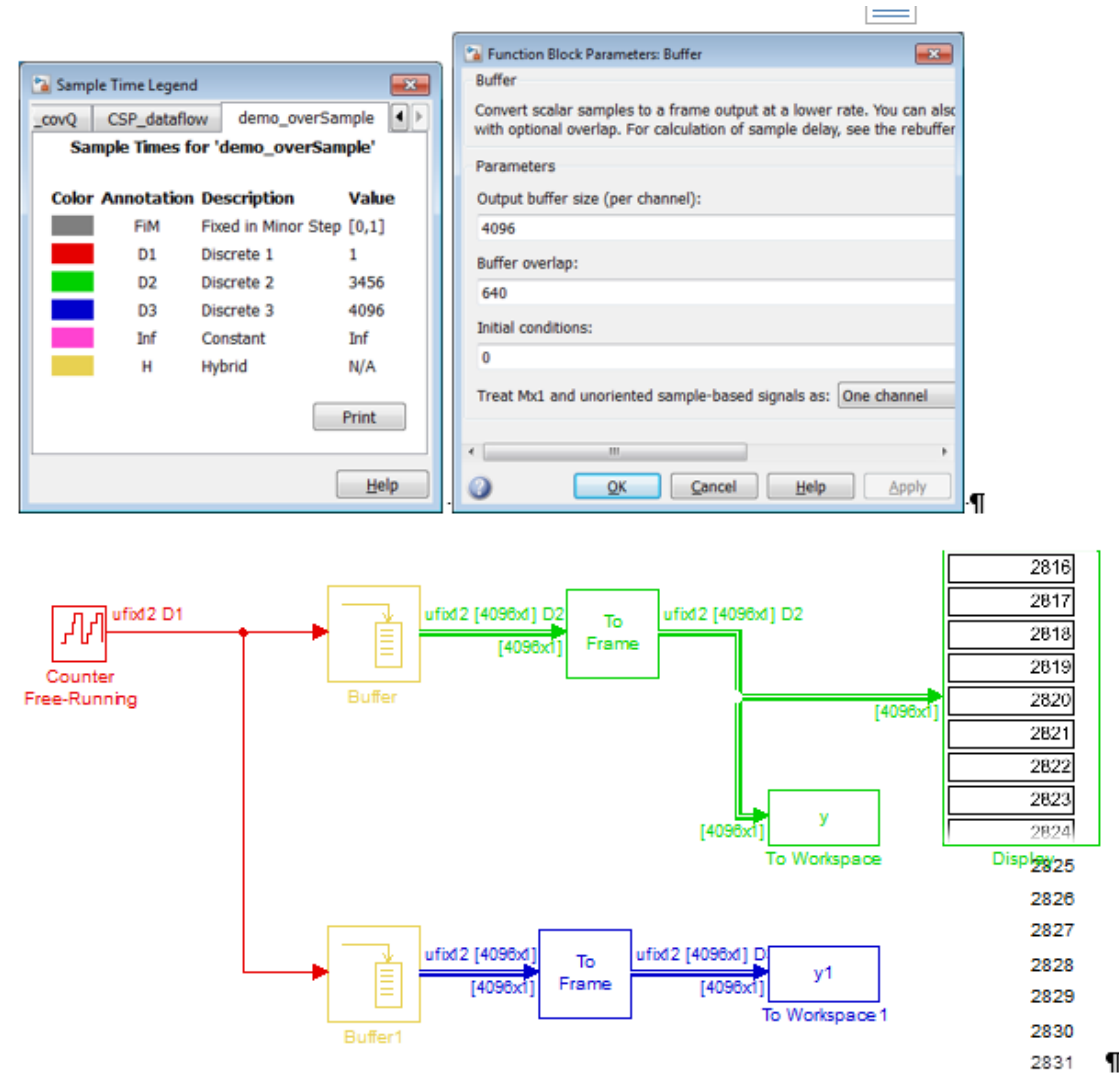 Sample Time Legend
_covQ CSP_dataflow demo_overSample
Sample Times for 'demo_overSample'
Color Annotation Description Value
FiM Fixed in Minor Step [0,1]
D1 Discrete 1 1
D2 Discrete 2 3456
D3 Discrete 3 4096
Inf Constant Inf
H Hybrid N/A
Print
Help
Function Block Parameters: Buffer
Buffer
Convert scalar samples to a frame output at a lower rate. You can also
with optional overlap. For calculation of sample delay, see the rebuffer
Parameters
Output buffer size (per channel):
4096
Buffer overlap:
640
Initial conditions:
0
Treat Mx1 and unoriented sample-based signals as: One channel
OK Cancel Help Apply
¶
ufix12 D1
Counter
Free-Running
Buffer
ufix12 [4096x1] D2
[4096x1]
To
Frame
ufix12 [4096x1] D2
[4096x1]
2816
2817
2818
2819
2820
2821
2822
2823
2824
Display
[4096x1]
y
To Workspace
2825
2826
2827
2828
2829
2830
2831 ¶
Buffer1
ufix12 [4096x1]
[4096x1]
To
Frame
ufix12 [4096x1] D
[4096x1]
y1
To Workspace1